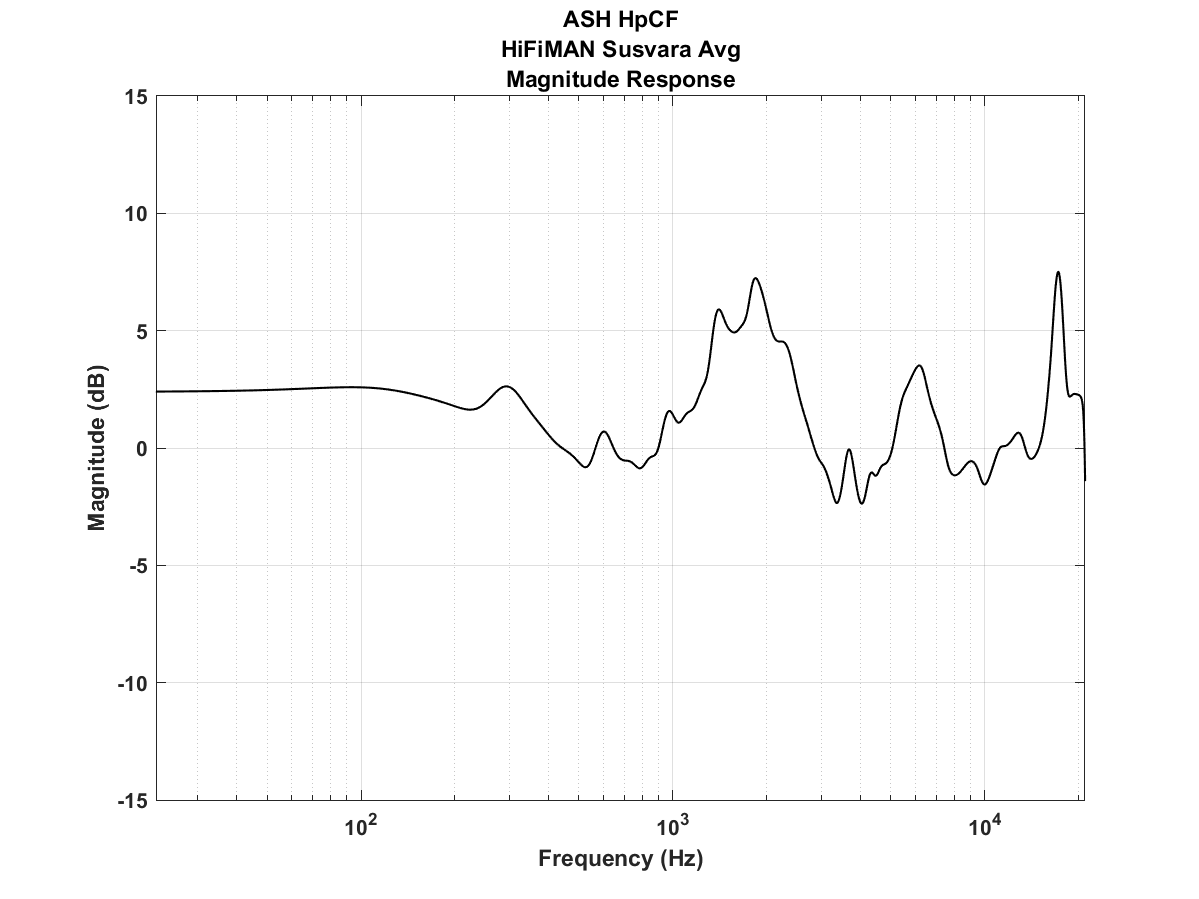 ASH HpCF
HiFiMAN Susvara Avg
Magnitude Response
15
10
5
0
-5
-10
-15
Magnitude (dB)
10² 10³ 10⁴
Frequency (Hz)